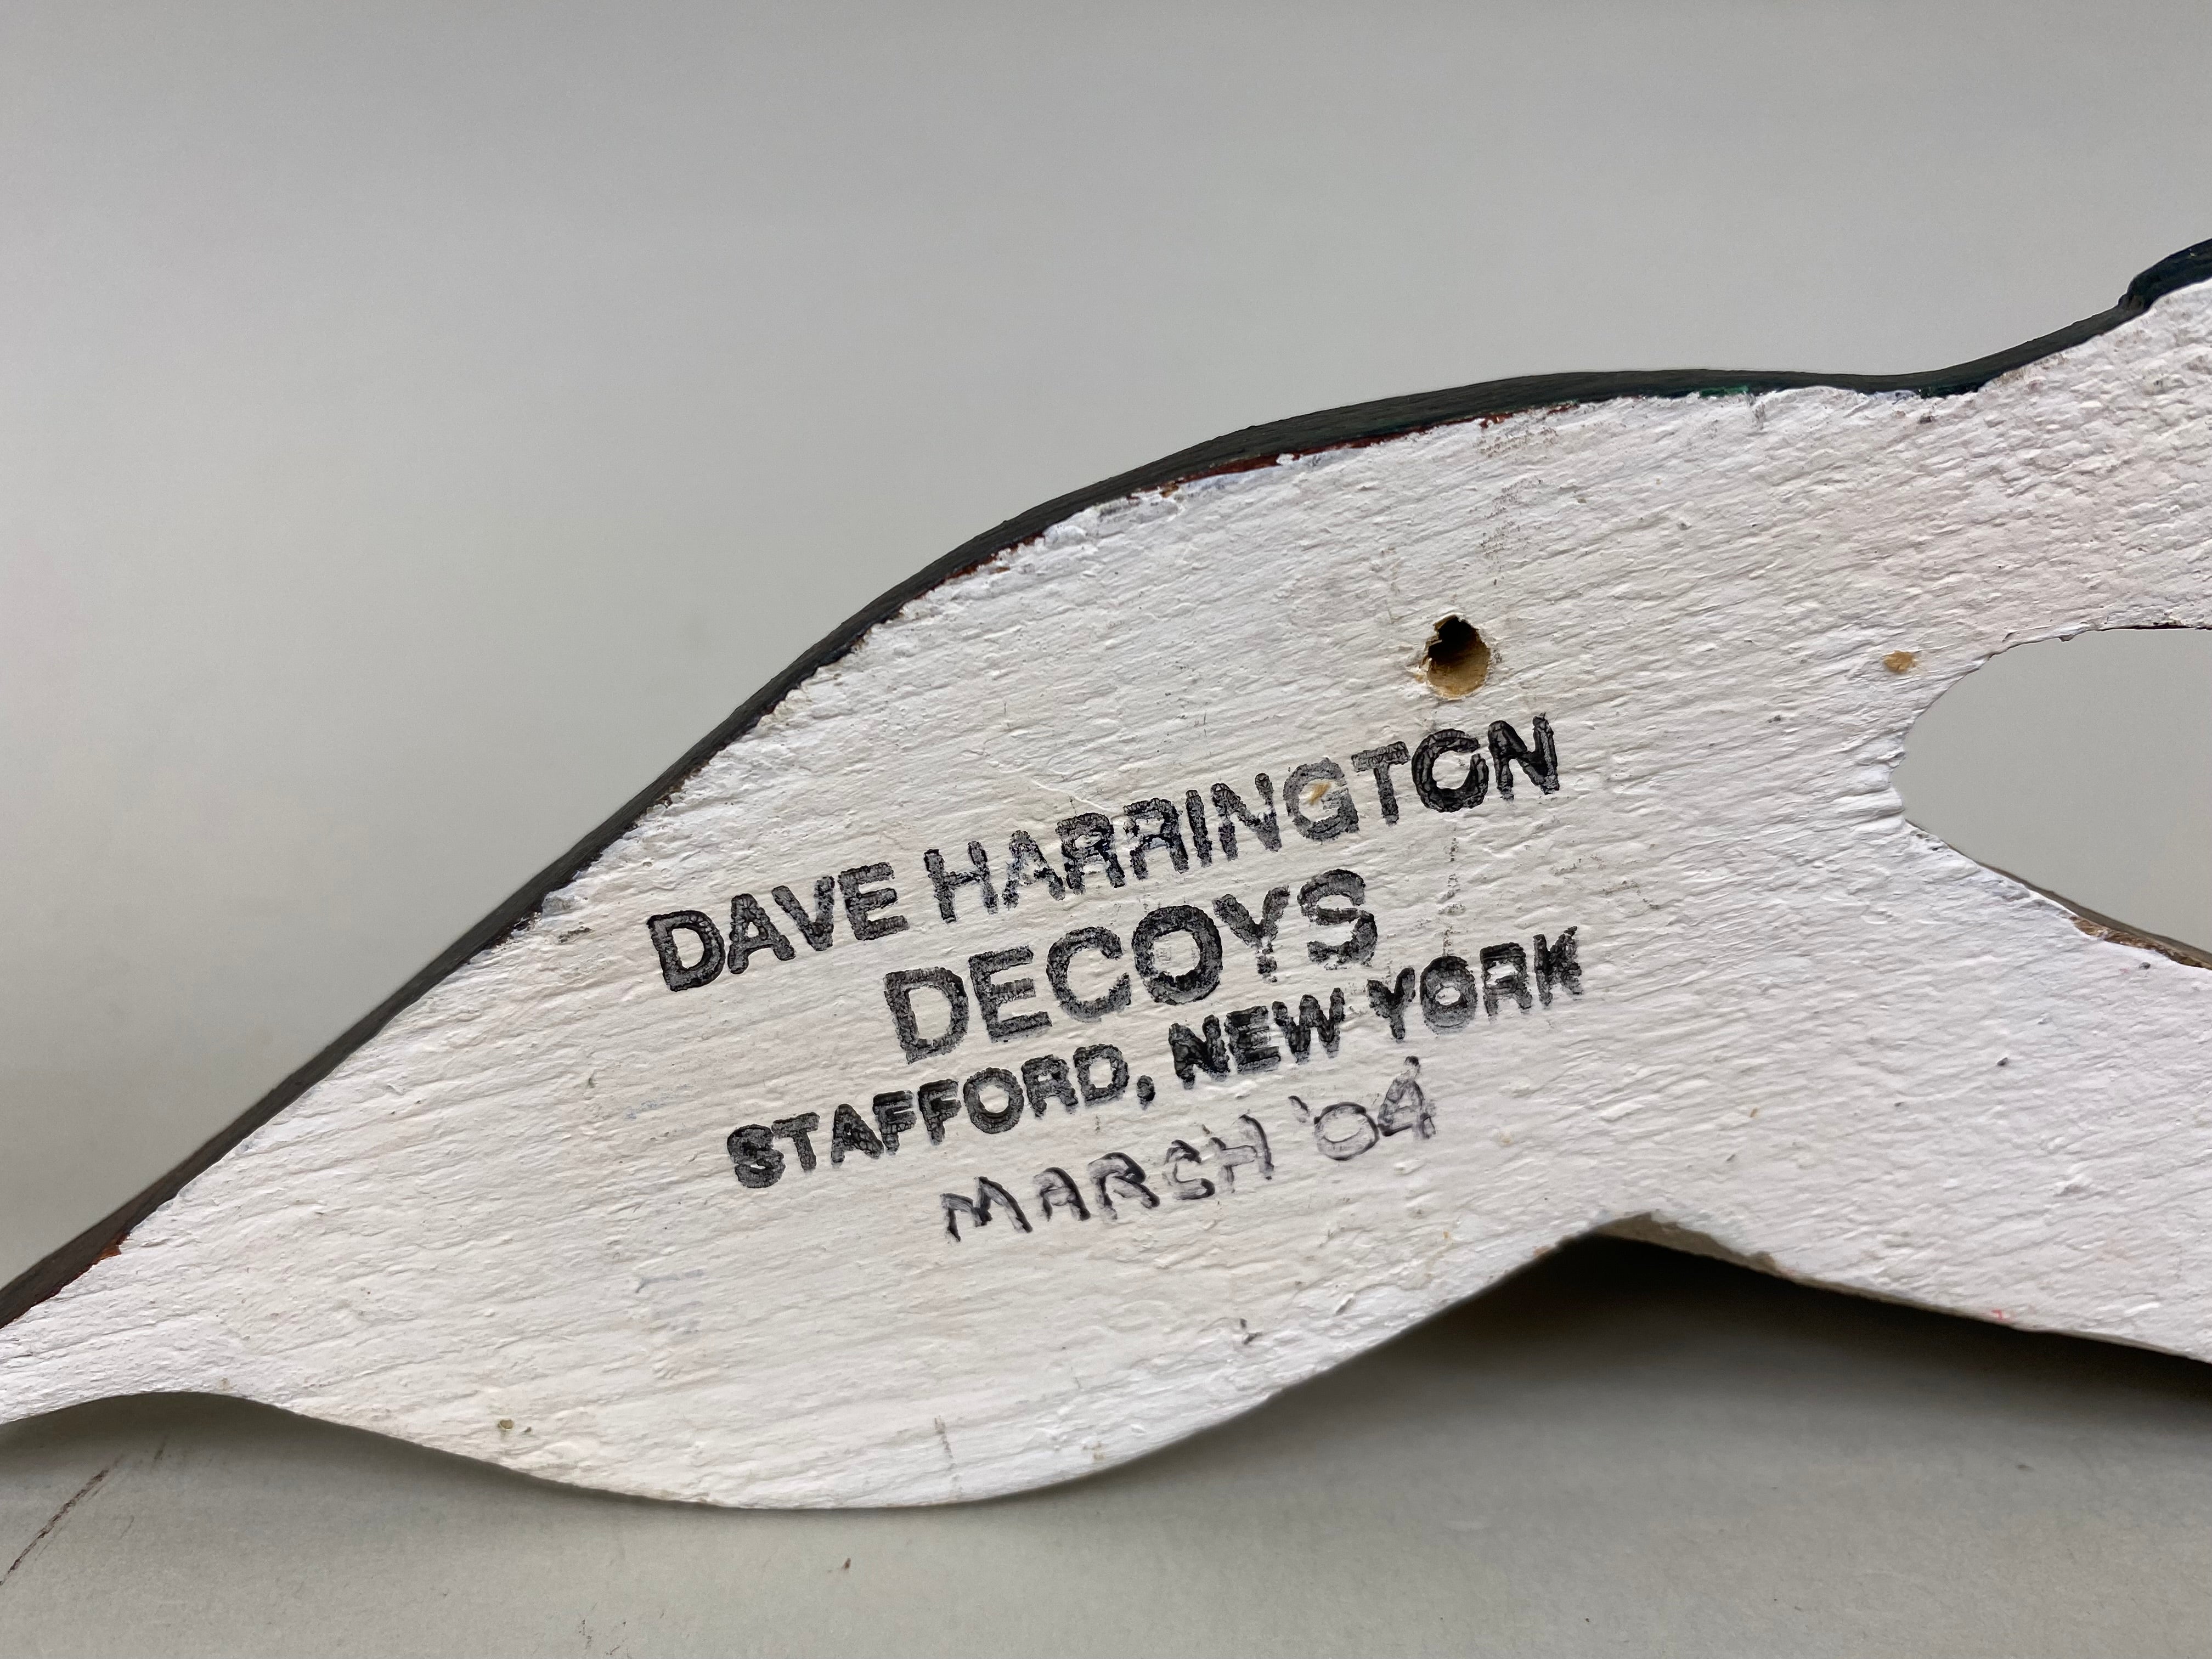 DAVE HARRINGTON
DECOYS
STAFFORD, NEW YORK
MARCH '04